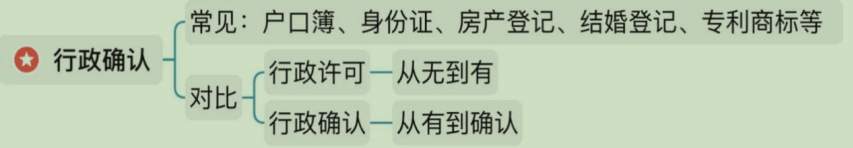 常见：户口簿、身份证、房产登记、结婚登记、专利商标等
行政确认
行政许可
从无到有
对比
行政确认
从有到确认